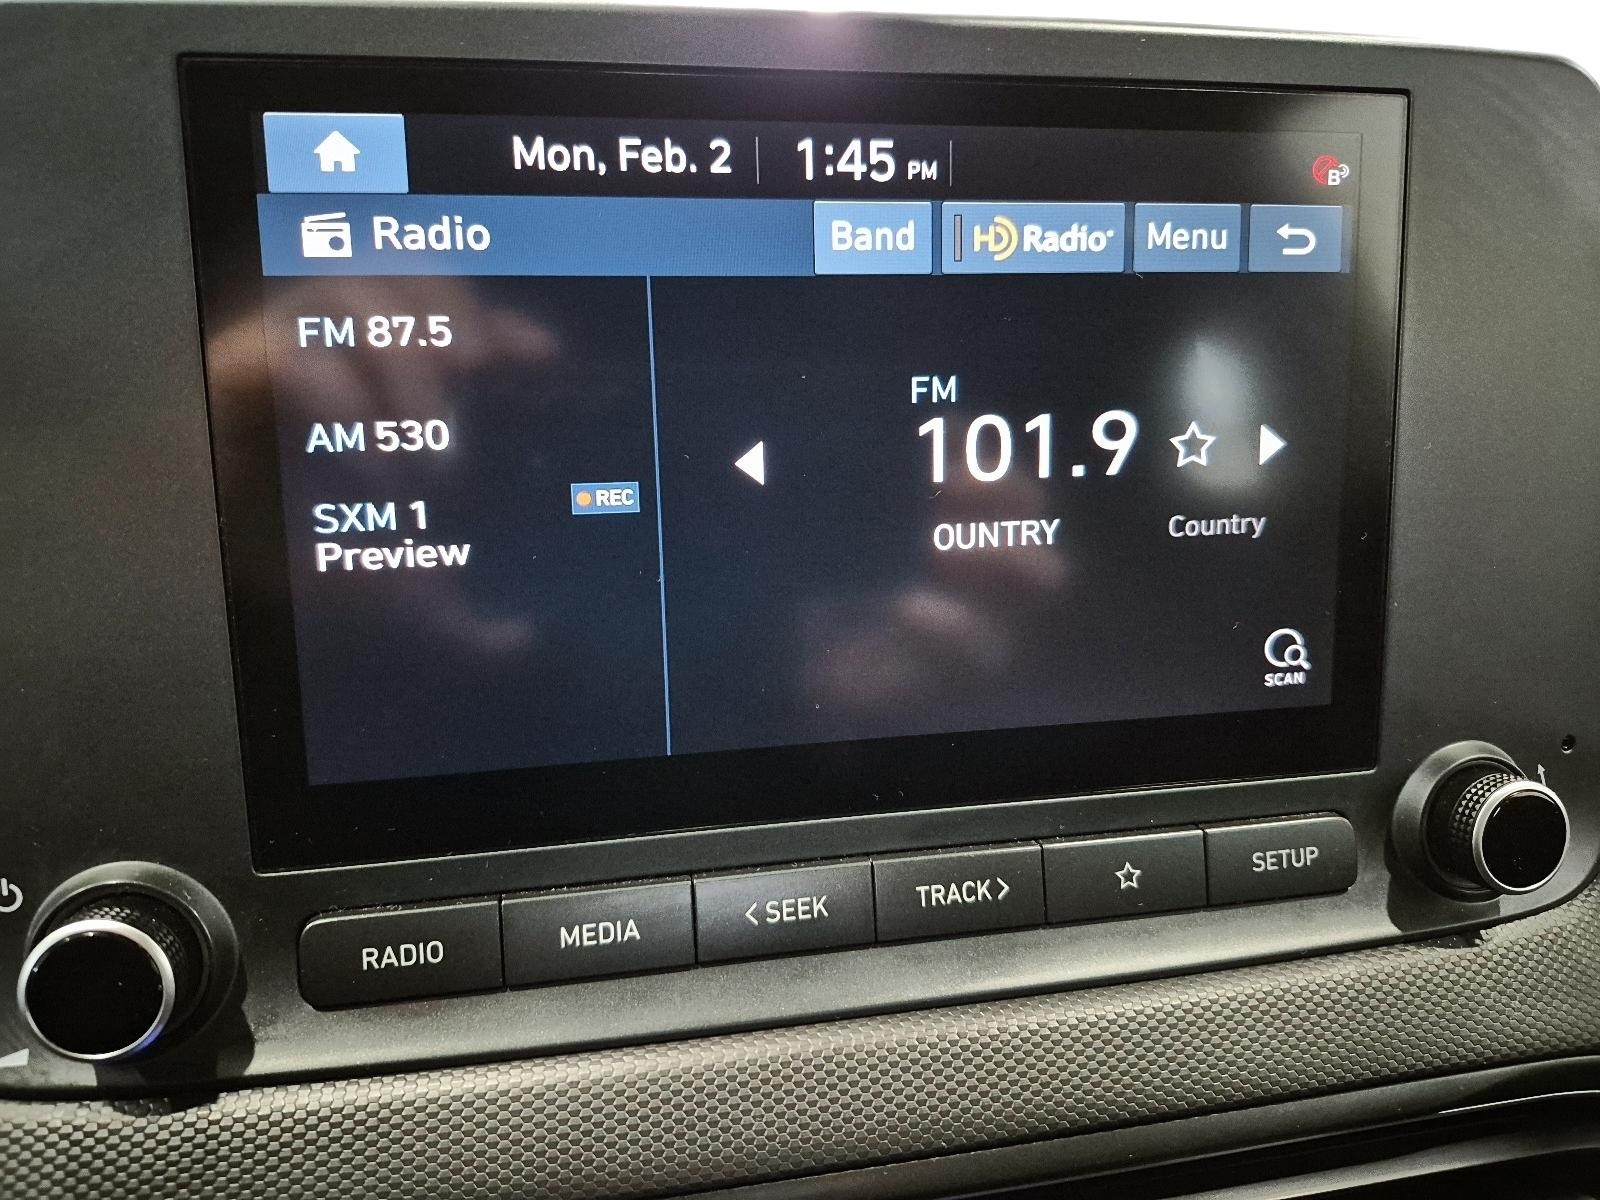 Mon, Feb. 2 1:45 PM
B
Radio Band HD Radio Menu
FM 87.5
AM 530
REC
SXM 1
Preview
FM
101.9
OUNTRY Country
SCAN
RADIO MEDIA < SEEK TRACK > SETUP